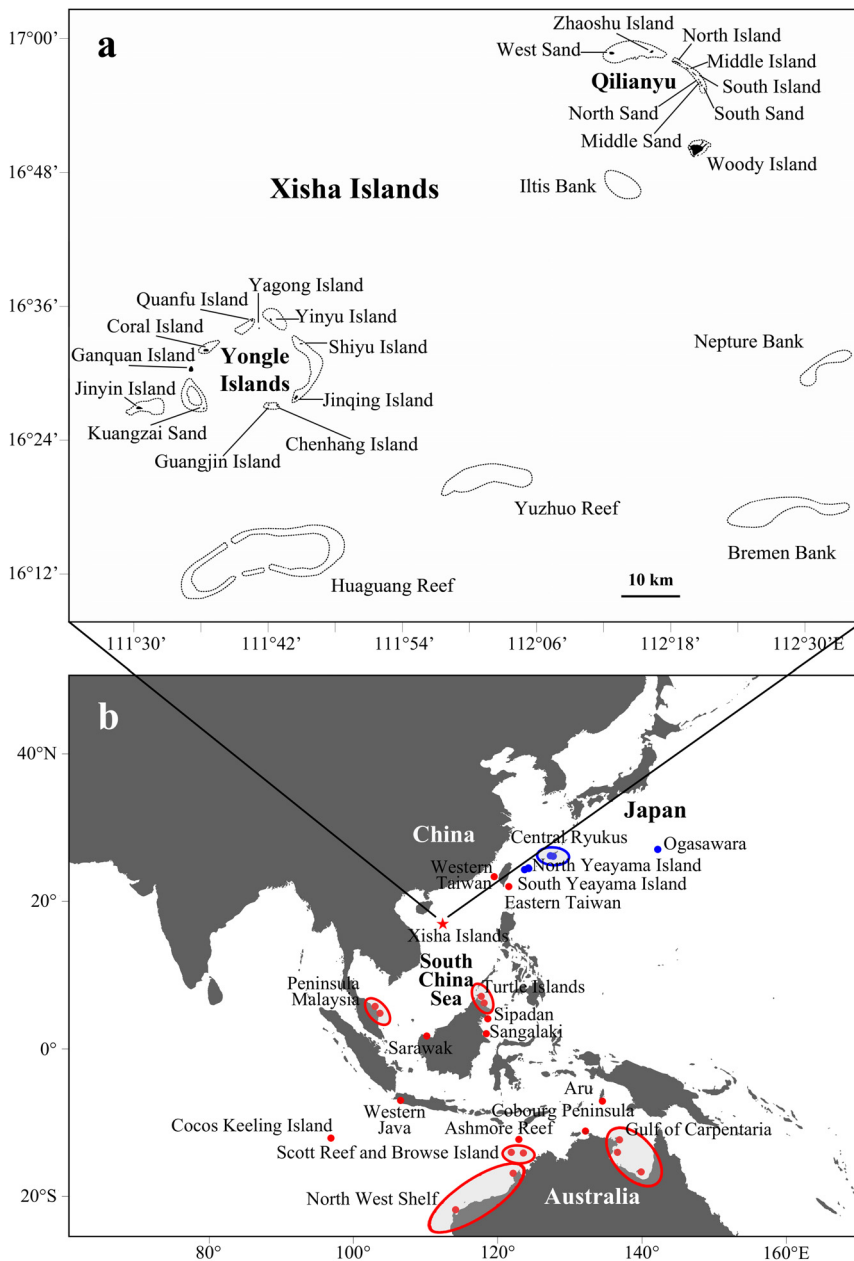 17°00'
16°48'
16°36'
16°24'
16°12'
a
Zhaoshu Island
North Island
West Sand
Middle Island
Qilianyu
South Island
North Sand
South Sand
Middle Sand
Woody Island
Iltis Bank
Xisha Islands
Yagong Island
Quanfu Island
Yinyu Island
Coral Island
Shiyu Island
Nepture Bank
Ganquan Island
Yongle
Islands
Jinyin Island
Jinqing Island
Kuangzai Sand
Chenhang Island
Guangjin Island
Yuzhuo Reef
Bremen Bank
Huaguang Reef
10 km
111°30'
111°42'
111°54'
112°06'
112°18'
112°30'E
b
40°N
20°
0°
20°S
Japan
China
Central Ryukus
Ogasawara
Western
Taiwan
North Yeayama Island
South Yeayama Island
Eastern Taiwan
Xisha Islands
South
China
Sea
Peninsula
Malaysia
Turtle Islands
Sipadan
Sangalaki
Sarawak
Aru
Western
Java
Cobourg Peninsula
Cocos Keeling Island
Ashmore Reef
Gulf of Carpentaria
Scott Reef and Browse Island
North West Shelf
Australia
80°
100°
120°
140°
160°E